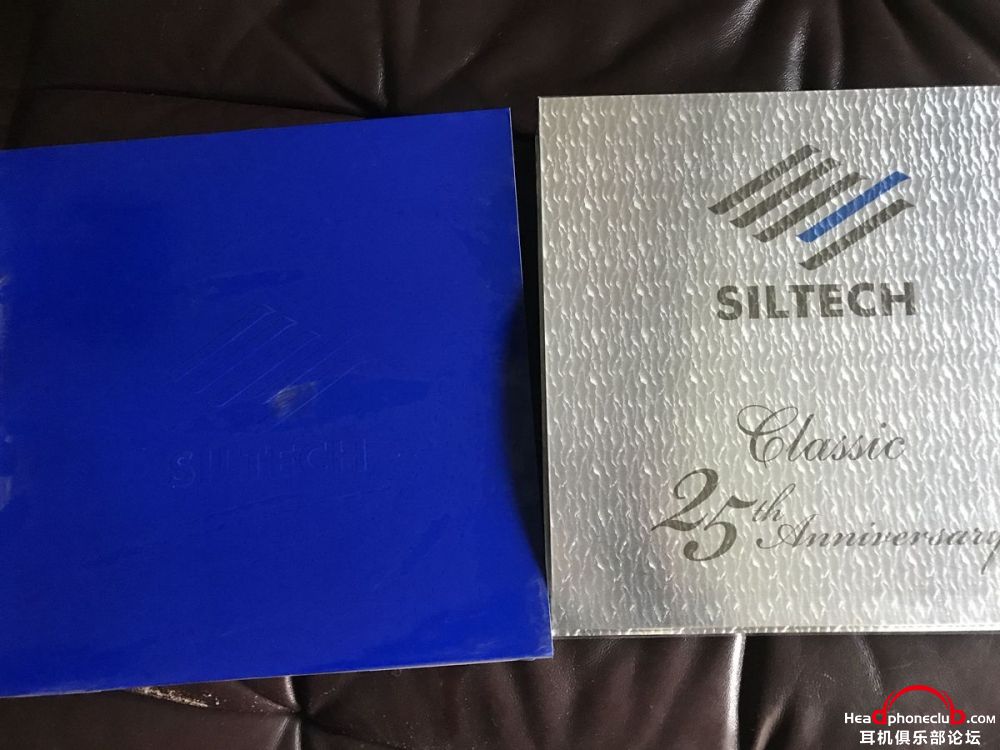 SILTECH
SILTECH
Classic
25th Anniversary
Headphoneclub.com
耳机俱乐部论坛